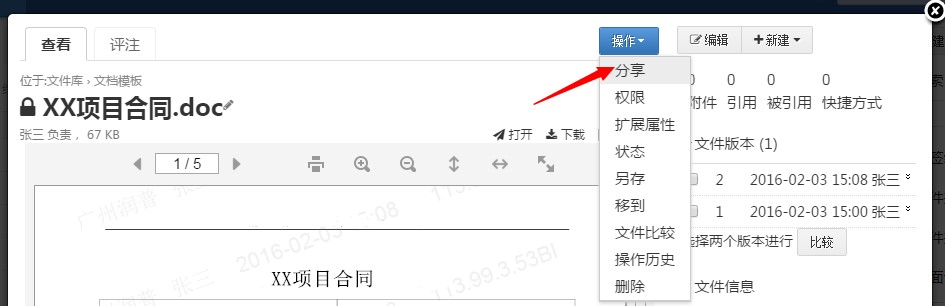 查看
评注
操作
编辑
新建
位于:文件库 › 文档模板
XX项目合同.doc
张三 负责， 67 KB
打开
下载
1 / 5
分享
权限
扩展属性
状态
另存
移到
文件比较
操作历史
删除
0 0 0 0
附件 引用 被引用 快捷方式
文件版本 (1)
2 2016-02-03 15:08 张三
1 2016-02-03 15:00 张三
选择两个版本进行 比较
文件信息
广州润普 张三
2016-02-03 15:08
113.99.3.53
XX项目合同